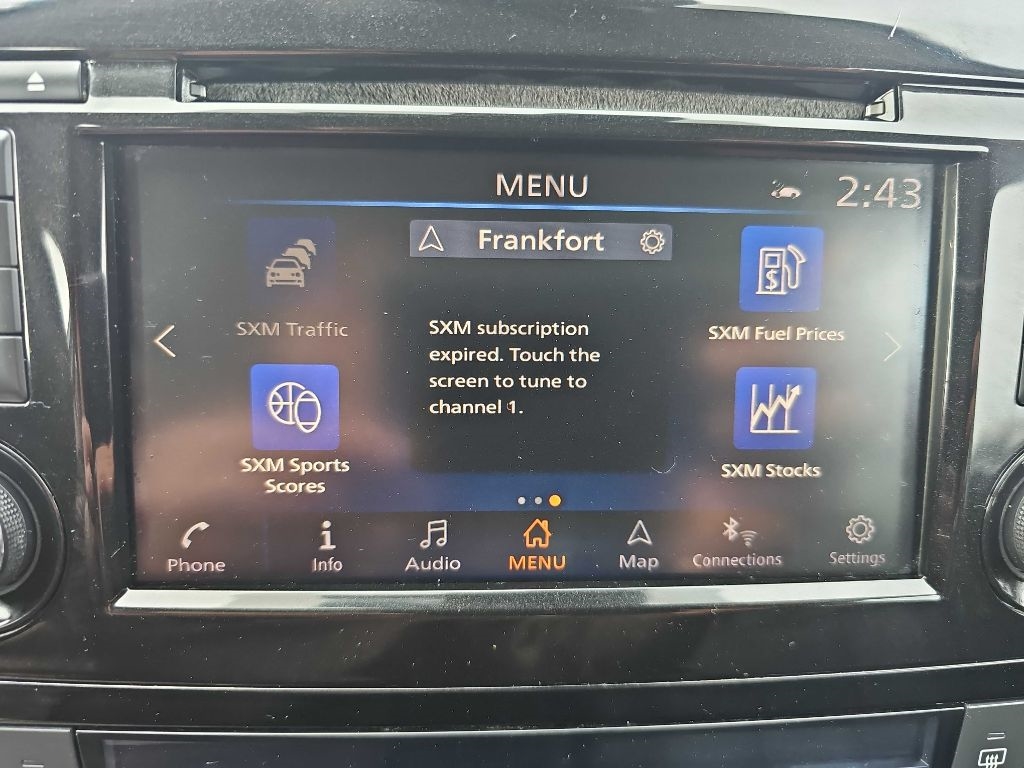 MENU
2:43
Frankfort
SXM Traffic
SXM subscription
expired. Touch the
screen to tune to
channel 1.
SXM Fuel Prices
SXM Sports
Scores
SXM Stocks
Phone
Info
Audio
MENU
Map
Connections
Settings